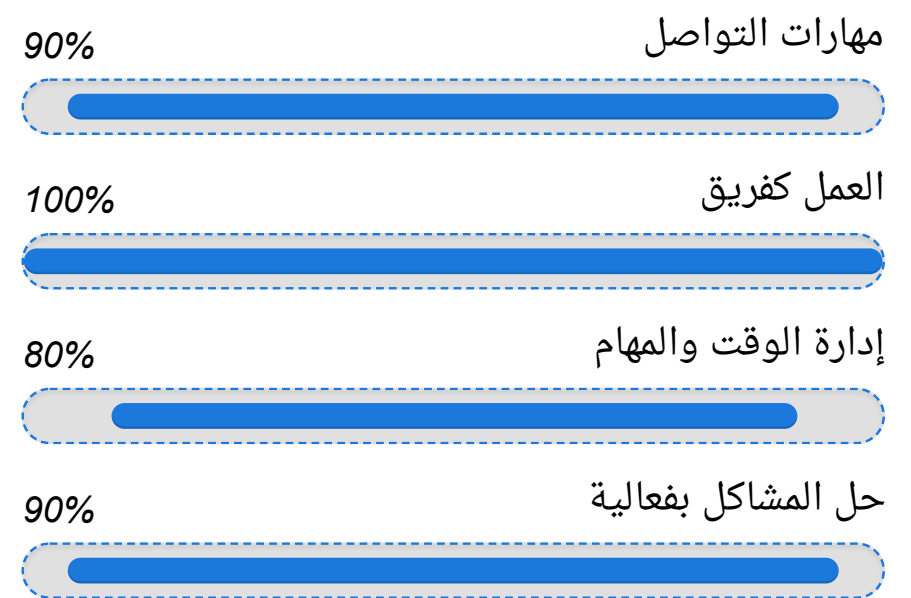 مهارات التواصل 90%
العمل كفريق 100%
إدارة الوقت والمهام 80%
حل المشاكل بفعالية 90%